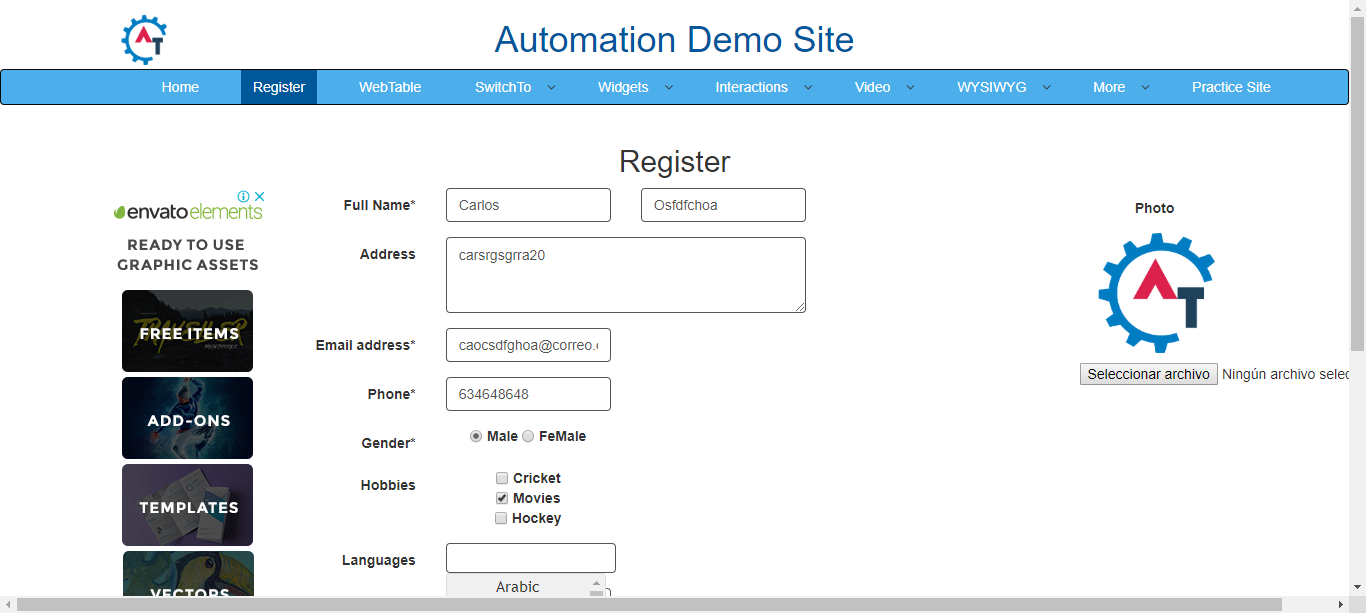 AT
Automation Demo Site
Home Register WebTable SwitchTo Widgets Interactions Video WYSIWYG More Practice Site
Register
envato elements
READY TO USE
GRAPHIC ASSETS
FREE ITEMS
ADD-ONS
TEMPLATES
VECTORS
Full Name* Carlos Osfdfchoa
Address carsrgsgrra20
Email address* caocsdfghoa@correo.
Phone* 634648648
Gender* Male FeMale
Hobbies Cricket
Movies
Hockey
Languages
Arabic
Photo
AT
Seleccionar archivo Ningún archivo selec